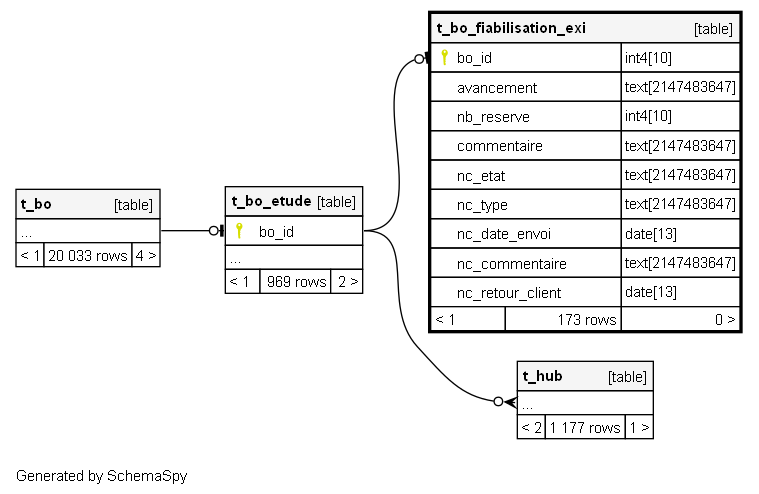 t_bo_fiabilisation_exi [table]
bo_id int4[10]
avancement text[2147483647]
nb_reserve int4[10]
commentaire text[2147483647]
nc_etat text[2147483647]
nc_type text[2147483647]
nc_date_envoi date[13]
nc_commentaire text[2147483647]
nc_retour_client date[13]
< 1 173 rows 0 >
t_bo [table]
...
< 1 20 033 rows 4 >
t_bo_etude [table]
bo_id
...
< 1 969 rows 2 >
t_hub [table]
...
< 2 1 177 rows 1 >
Generated by SchemaSpy